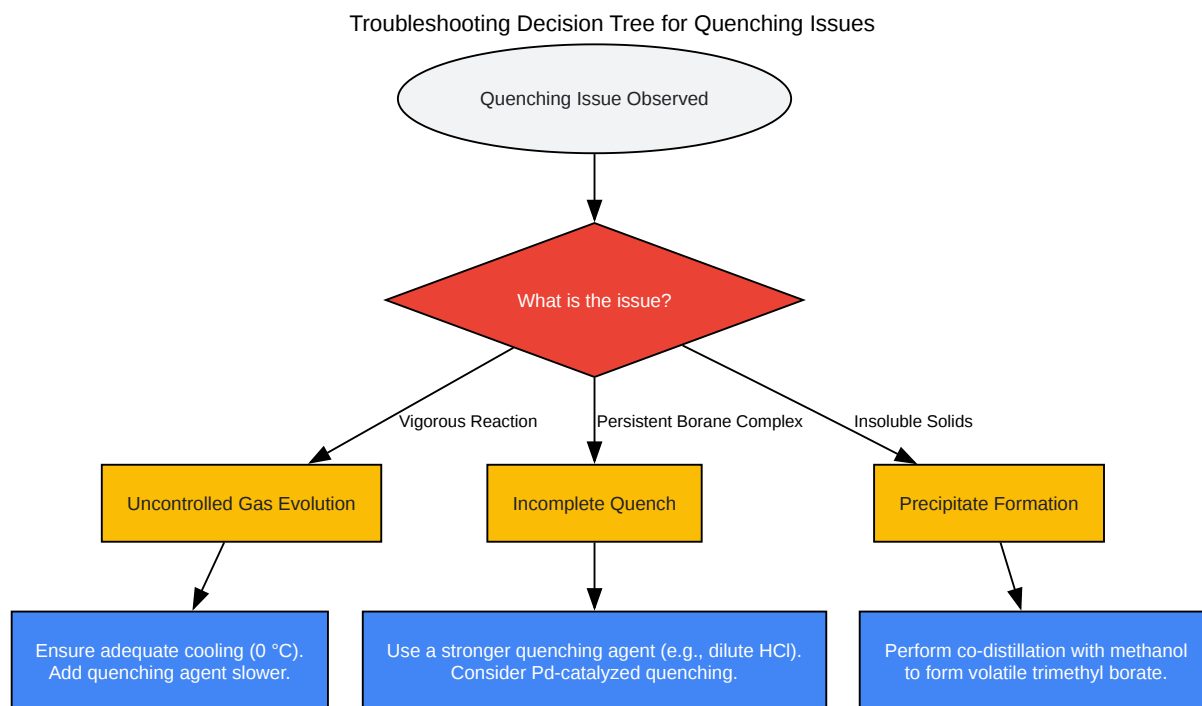 Troubleshooting Decision Tree for Quenching Issues
Quenching Issue Observed
What is the issue?
Vigorous Reaction
Persistent Borane Complex
Insoluble Solids
Uncontrolled Gas Evolution
Incomplete Quench
Precipitate Formation
Ensure adequate cooling (0 °C).
Add quenching agent slower.
Use a stronger quenching agent (e.g., dilute HCl).
Consider Pd-catalyzed quenching.
Perform co-distillation with methanol
to form volatile trimethyl borate.